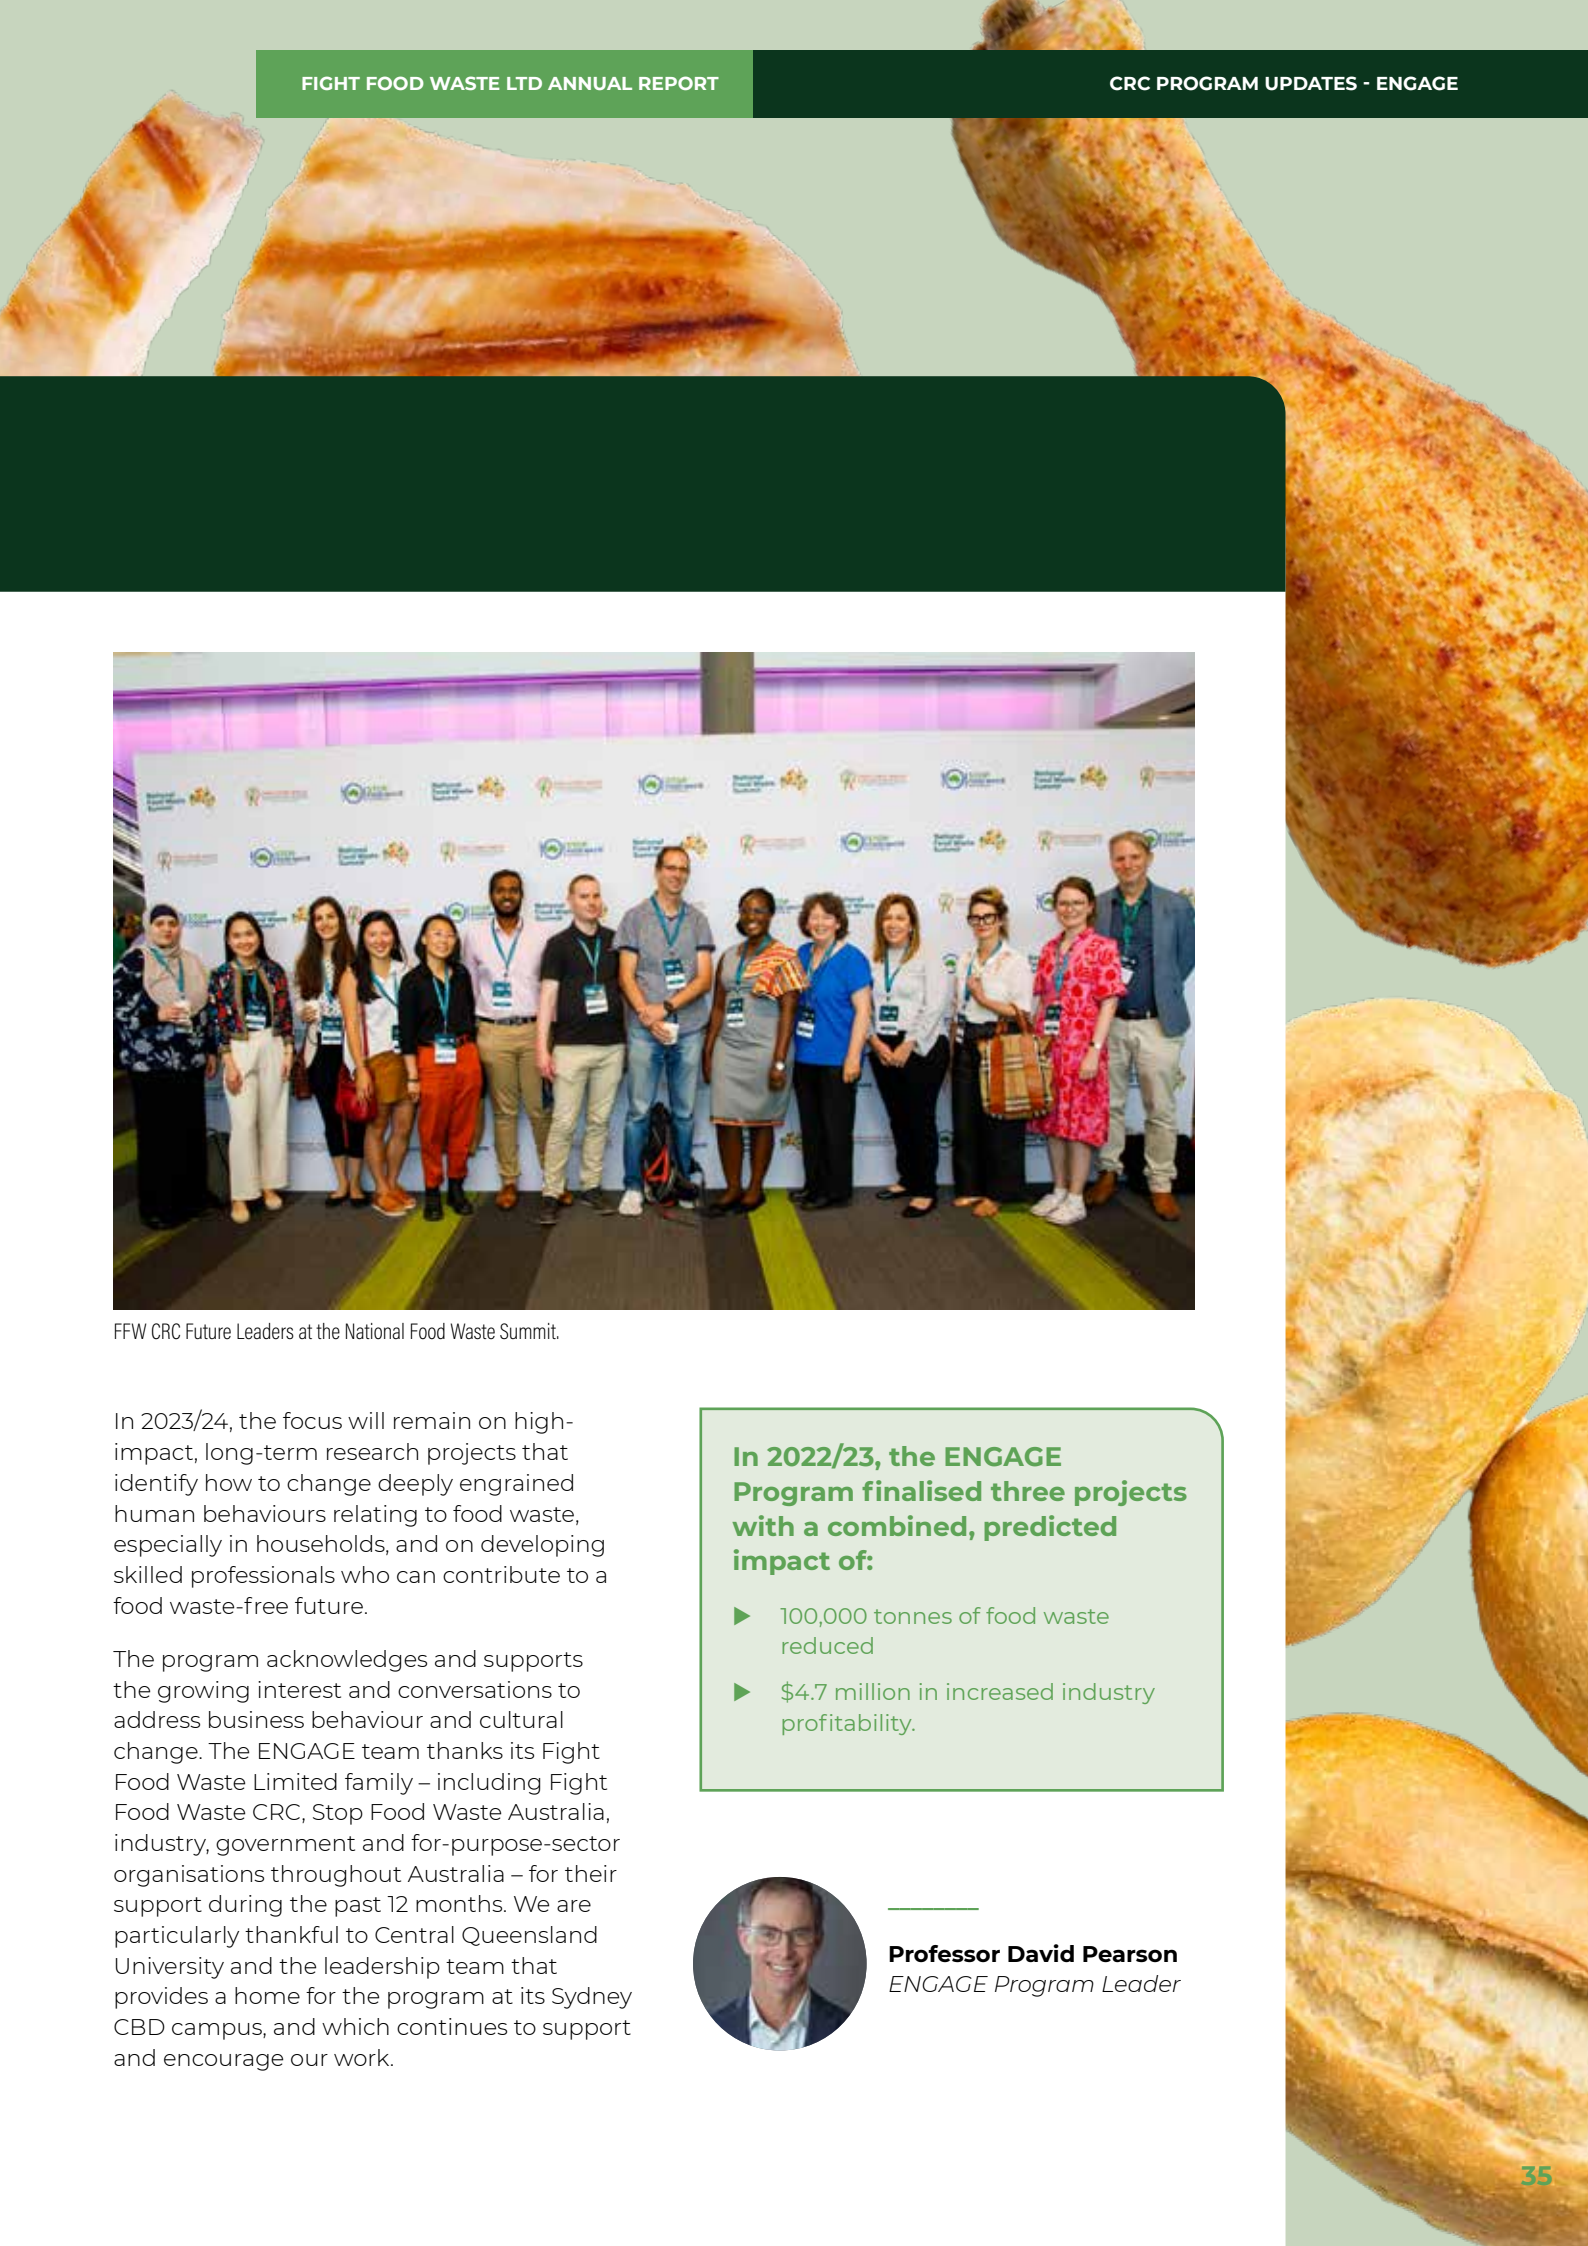 FIGHT FOOD WASTE LTD ANNUAL REPORT
CRC PROGRAM UPDATES - ENGAGE
National
Food Waste
Summit
FFW CRC Future Leaders at the National Food Waste Summit.
In 2023/24, the focus will remain on high-
impact, long-term research projects that
identify how to change deeply engrained
human behaviours relating to food waste,
especially in households, and on developing
skilled professionals who can contribute to a
food waste-free future.
The program acknowledges and supports
the growing interest and conversations to
address business behaviour and cultural
change. The ENGAGE team thanks its Fight
Food Waste Limited family – including Fight
Food Waste CRC, Stop Food Waste Australia,
industry, government and for-purpose-sector
organisations throughout Australia – for their
support during the past 12 months. We are
particularly thankful to Central Queensland
University and the leadership team that
provides a home for the program at its Sydney
CBD campus, and which continues to support
and encourage our work.
In 2022/23, the ENGAGE
Program finalised three projects
with a combined, predicted
impact of:
100,000 tonnes of food waste
reduced
$4.7 million in increased industry
profitability.
Professor David Pearson
ENGAGE Program Leader
35